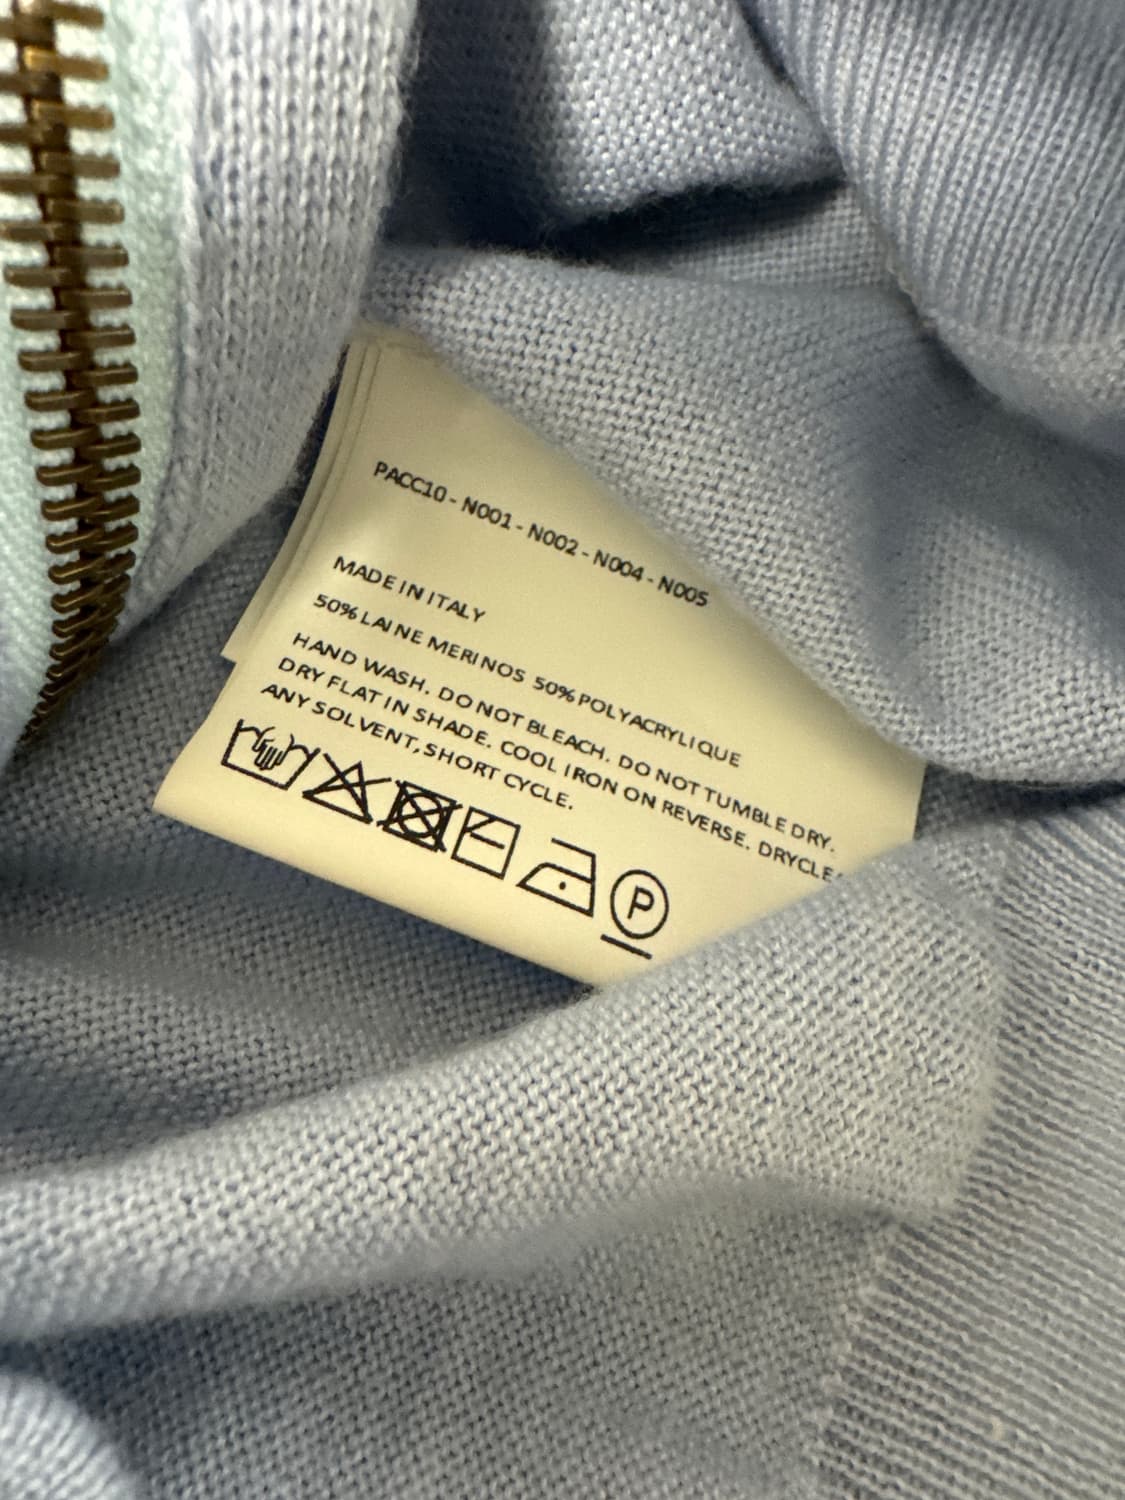 PACC10 - N001 - N002 - N004 - N005
MADE IN ITALY
50% LAINE MERINOS 50% POLYACRYLIQUE
HAND WASH. DO NOT BLEACH. DO NOT TUMBLE DRY.
DRY FLAT IN SHADE. COOL IRON ON REVERSE.
ANY SOLVENT, SHORT CYCLE.
P